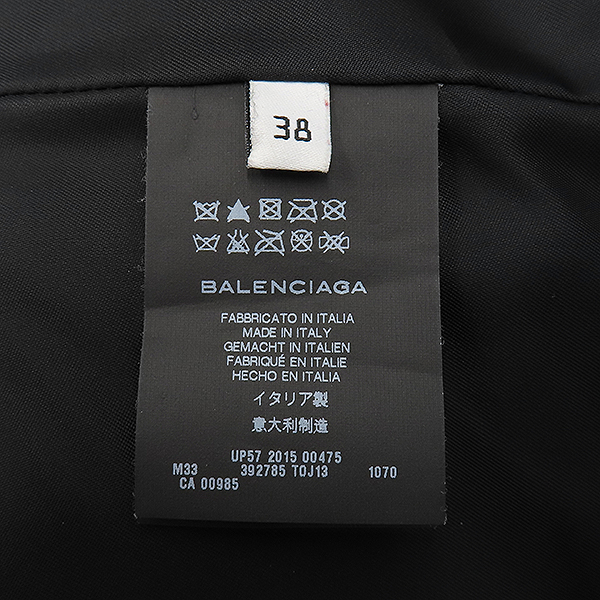 38
BALENCIAGA
FABBRICATO IN ITALIA
MADE IN ITALY
GEMACHT IN ITALIEN
FABRIQUÉ EN ITALIE
HECHO EN ITALIA
イタリア製
意大利制造
UP57 2015 00475
M33 392785 TOJ13 1070
CA 00985